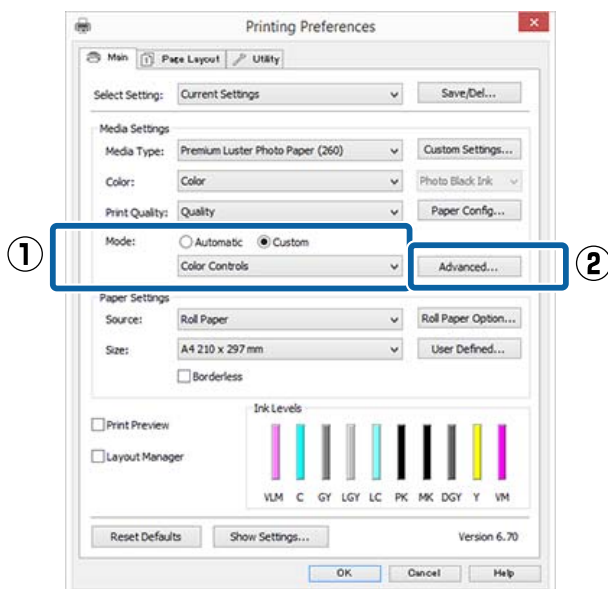 Printing Preferences
Main Page Layout Utility
Select Setting: Current Settings Save/Del...
Media Settings
Media Type: Premium Luster Photo Paper (260) Custom Settings...
Color: Color Photo Black Ink
Print Quality: Quality Paper Config...
① Mode: Automatic Custom
Color Controls Advanced... ②
Paper Settings
Source: Roll Paper Roll Paper Option...
Size: A4 210 x 297 mm User Defined...
Borderless
Ink Levels
Print Preview
Layout Manager
VLM C GY LGY LC PK MK DGY Y VM
Reset Defaults Show Settings... Version 6.70
OK Cancel Help